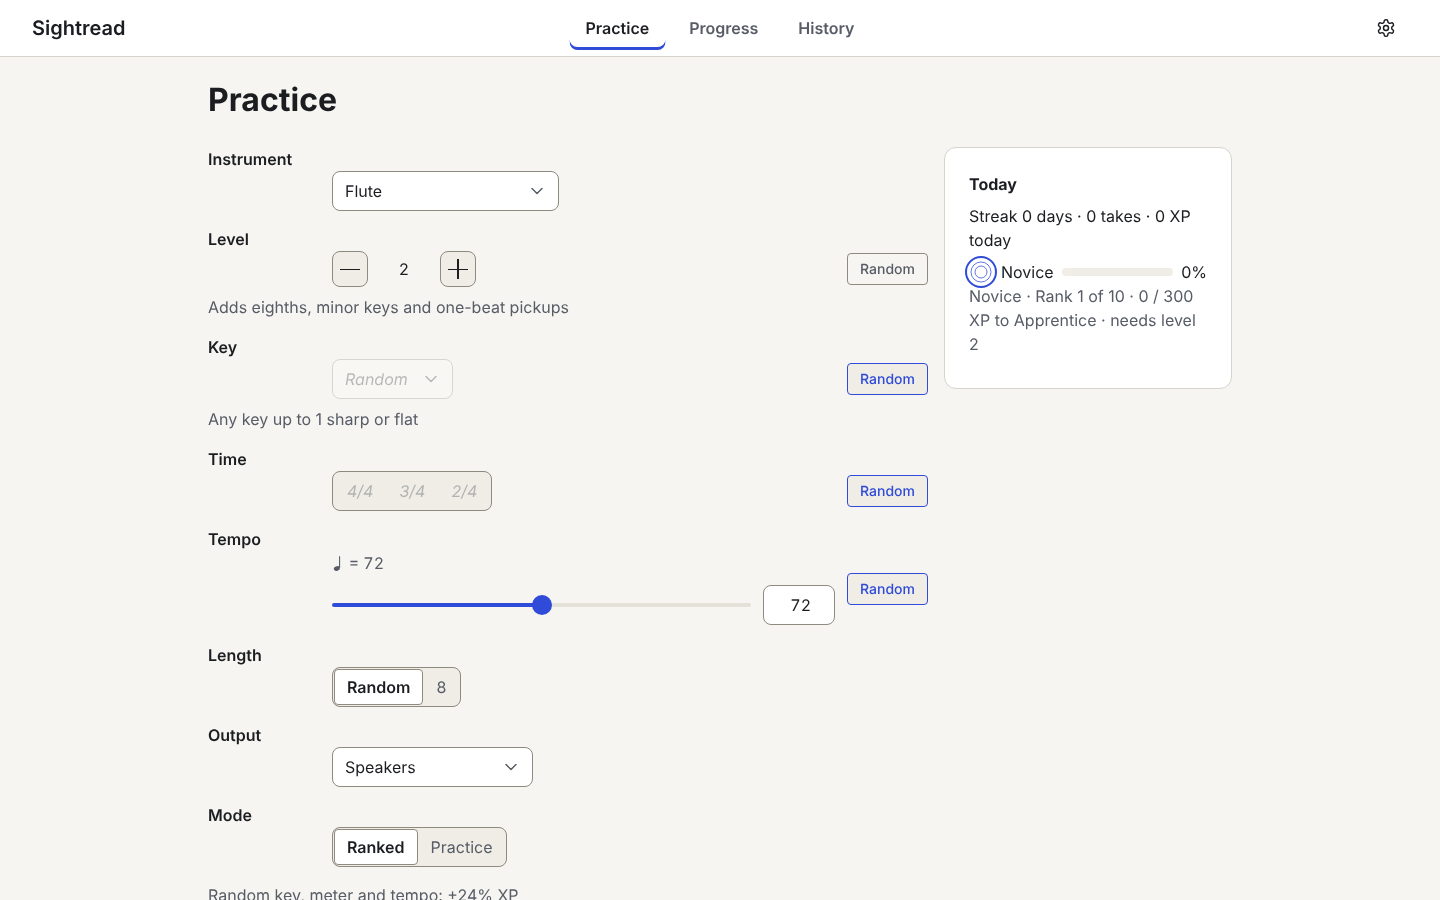 Sightread
Practice
Progress
History
Practice
Instrument
Flute
Level
2
Random
Adds eighths, minor keys and one-beat pickups
Key
Random
Random
Any key up to 1 sharp or flat
Time
4/4 3/4 2/4
Random
Tempo
♩ = 72
72
Random
Length
Random 8
Output
Speakers
Mode
Ranked Practice
Random key, meter and tempo: +24% XP
Today
Streak 0 days · 0 takes · 0 XP
today
Novice 0%
Novice · Rank 1 of 10 · 0 / 300
XP to Apprentice · needs level
2